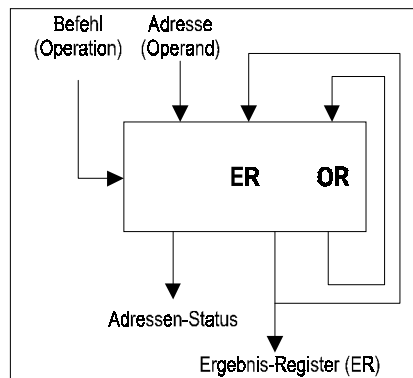 Befehl
(Operation)
Adresse
(Operand)
ER OR
Adressen-Status
Ergebnis-Register (ER)